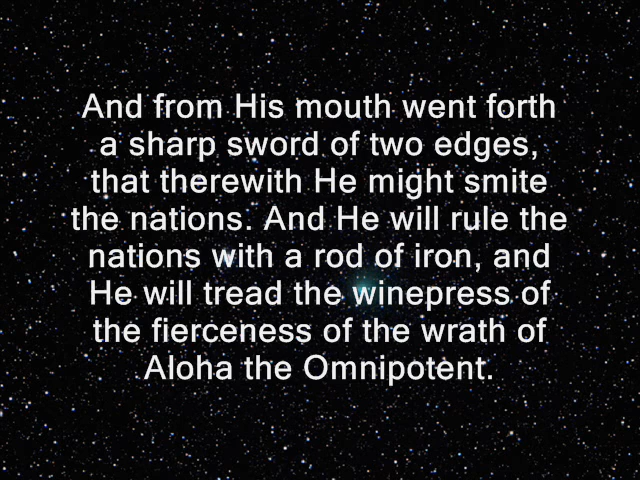 And from His mouth went forth
a sharp sword of two edges,
that therewith He might smite
the nations. And He will rule the
nations with a rod of iron, and
He will tread the winepress of
the fierceness of the wrath of
Aloha the Omnipotent.